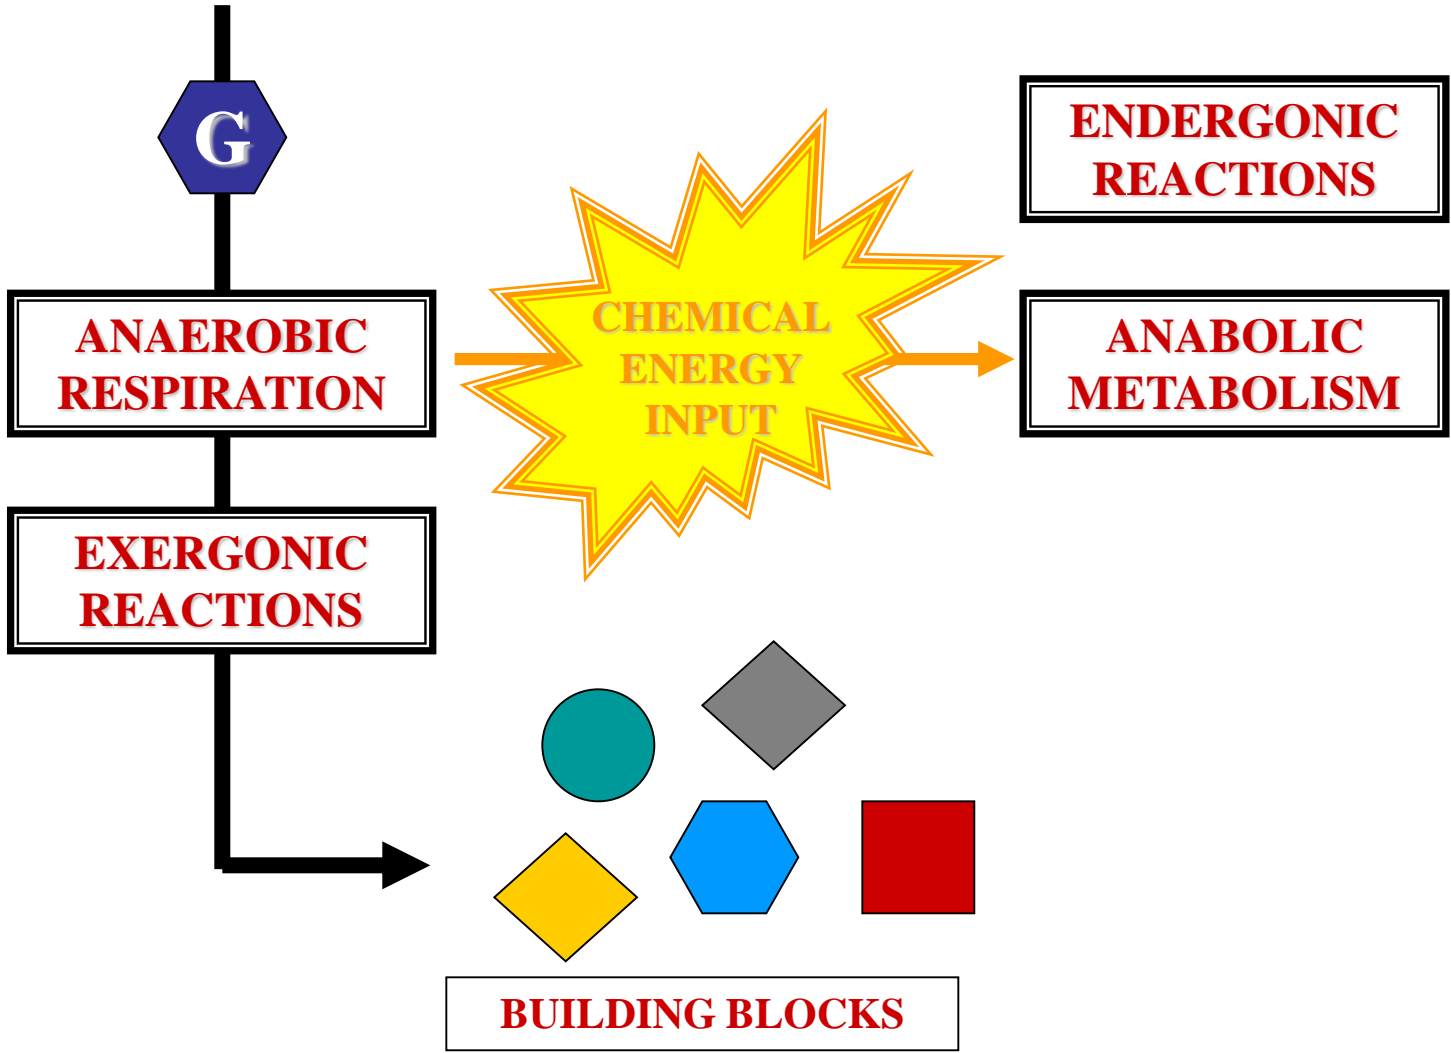 G
ENDERGONIC
REACTIONS
ANAEROBIC
RESPIRATION
CHEMICAL
ENERGY
INPUT
ANABOLIC
METABOLISM
EXERGONIC
REACTIONS
BUILDING BLOCKS